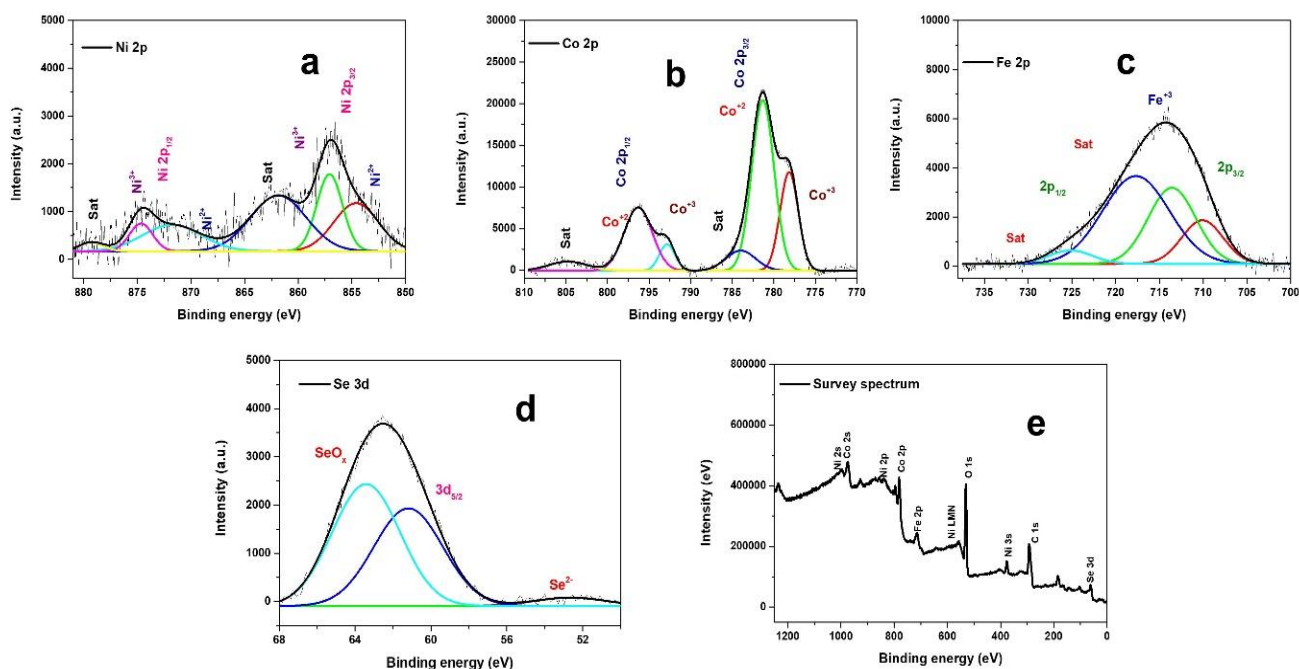 Ni 2p
a
Sat
Ni³⁺
Ni 2p₁/₂
Ni²⁺
Sat
Ni³⁺
Ni 2p₃/₂
Ni²⁺
Intensity (a.u.)
5000
4000
3000
2000
1000
0
880 875 870 865 860 855 850
Binding energy (eV)
Co 2p
b
Sat
Co⁺²
Co 2p₁/₂
Co⁺³
Sat
Co⁺²
Co 2p₃/₂
Co⁺³
Intensity (a.u.)
30000
25000
20000
15000
10000
5000
0
810 805 800 795 790 785 780 775 770
Binding energy (eV)
Fe 2p
c
Fe⁺³
Sat
2p₁/₂
2p₃/₂
Sat
Intensity (a.u.)
10000
8000
6000
4000
2000
0
735 730 725 720 715 710 705 700
Binding energy (eV)
Se 3d
d
SeOₓ
3d₅/₂
Se²⁻
Intensity (a.u.)
5000
4000
3000
2000
1000
0
68 64 60 56 52
Binding energy (eV)
Survey spectrum
e
Ni 2s
Co 2s
Ni 2p
Co 2p
Fe 2p
Ni LMN
O 1s
Ni 3s
C 1s
Se 3d
Intensity (eV)
800000
600000
400000
200000
0
1200 1000 800 600 400 200 0
Binding energy (eV)